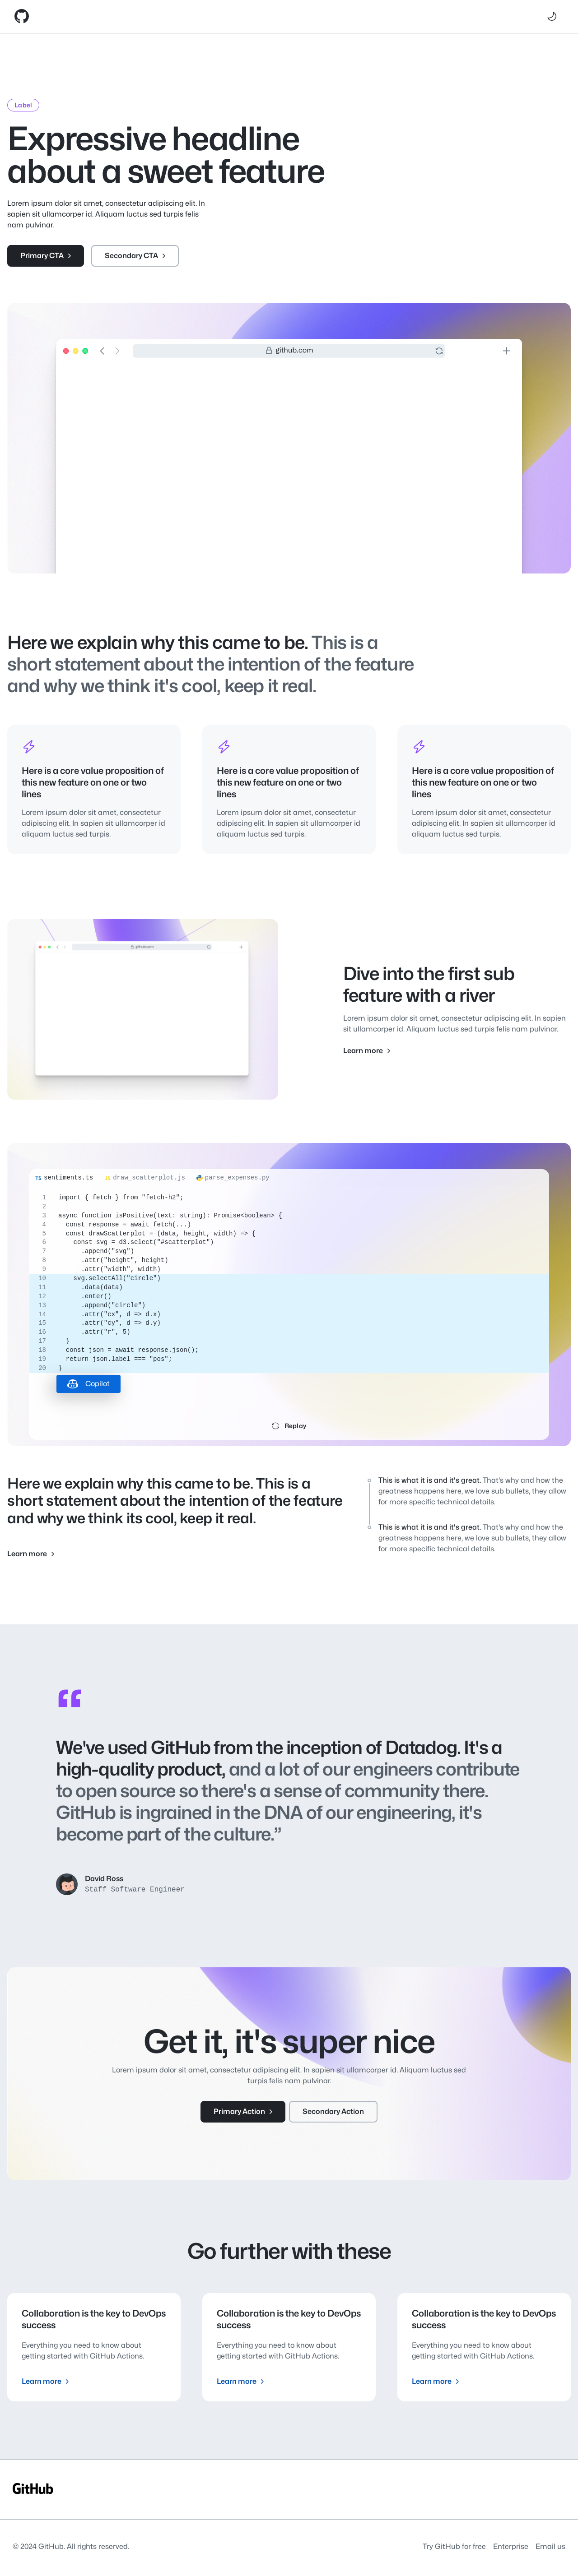 Label
Expressive headline
about a sweet feature
Lorem ipsum dolor sit amet, consectetur adipiscing elit. In
sapien sit ullamcorper id. Aliquam luctus sed turpis felis
nam pulvinar.
Primary CTA
Secondary CTA
github.com
Here we explain why this came to be. This is a
short statement about the intention of the feature
and why we think it's cool, keep it real.
Here is a core value proposition of
this new feature on one or two
lines
Lorem ipsum dolor sit amet, consectetur
adipiscing elit. In sapien sit ullamcorper id
aliquam luctus sed turpis.
Here is a core value proposition of
this new feature on one or two
lines
Lorem ipsum dolor sit amet, consectetur
adipiscing elit. In sapien sit ullamcorper id
aliquam luctus sed turpis.
Here is a core value proposition of
this new feature on one or two
lines
Lorem ipsum dolor sit amet, consectetur
adipiscing elit. In sapien sit ullamcorper id
aliquam luctus sed turpis.
github.com
Dive into the first sub
feature with a river
Lorem ipsum dolor sit amet, consectetur adipiscing elit. In sapien
sit ullamcorper id. Aliquam luctus sed turpis felis nam pulvinar.
Learn more
TS sentiments.ts JS draw_scatterplot.js parse_expenses.py
1 import { fetch } from "fetch-h2";
2
3 async function isPositive(text: string): Promise<boolean> {
4 const response = await fetch(...)
5 const drawScatterplot = (data, height, width) => {
6 const svg = d3.select("#scatterplot")
7 .append("svg")
8 .attr("height", height)
9 .attr("width", width)
10 svg.selectAll("circle")
11 .data(data)
12 .enter()
13 .append("circle")
14 .attr("cx", d => d.x)
15 .attr("cy", d => d.y)
16 .attr("r", 5)
17 }
18 const json = await response.json();
19 return json.label === "pos";
20 }
Copilot
Replay
Here we explain why this came to be. This is a
short statement about the intention of the feature
and why we think its cool, keep it real.
Learn more
This is what it is and it's great. That's why and how the
greatness happens here, we love sub bullets, they allow
for more specific technical details.
This is what it is and it's great. That's why and how the
greatness happens here, we love sub bullets, they allow
for more specific technical details.
We've used GitHub from the inception of Datadog. It's a
high-quality product, and a lot of our engineers contribute
to open source so there's a sense of community there.
GitHub is ingrained in the DNA of our engineering, it's
become part of the culture.”
David Ross
Staff Software Engineer
Get it, it's super nice
Lorem ipsum dolor sit amet, consectetur adipiscing elit. In sapien sit ullamcorper id. Aliquam luctus sed
turpis felis nam pulvinar.
Primary Action
Secondary Action
Go further with these
Collaboration is the key to DevOps
success
Everything you need to know about
getting started with GitHub Actions.
Learn more
Collaboration is the key to DevOps
success
Everything you need to know about
getting started with GitHub Actions.
Learn more
Collaboration is the key to DevOps
success
Everything you need to know about
getting started with GitHub Actions.
Learn more
GitHub
© 2024 GitHub. All rights reserved.
Try GitHub for free Enterprise Email us